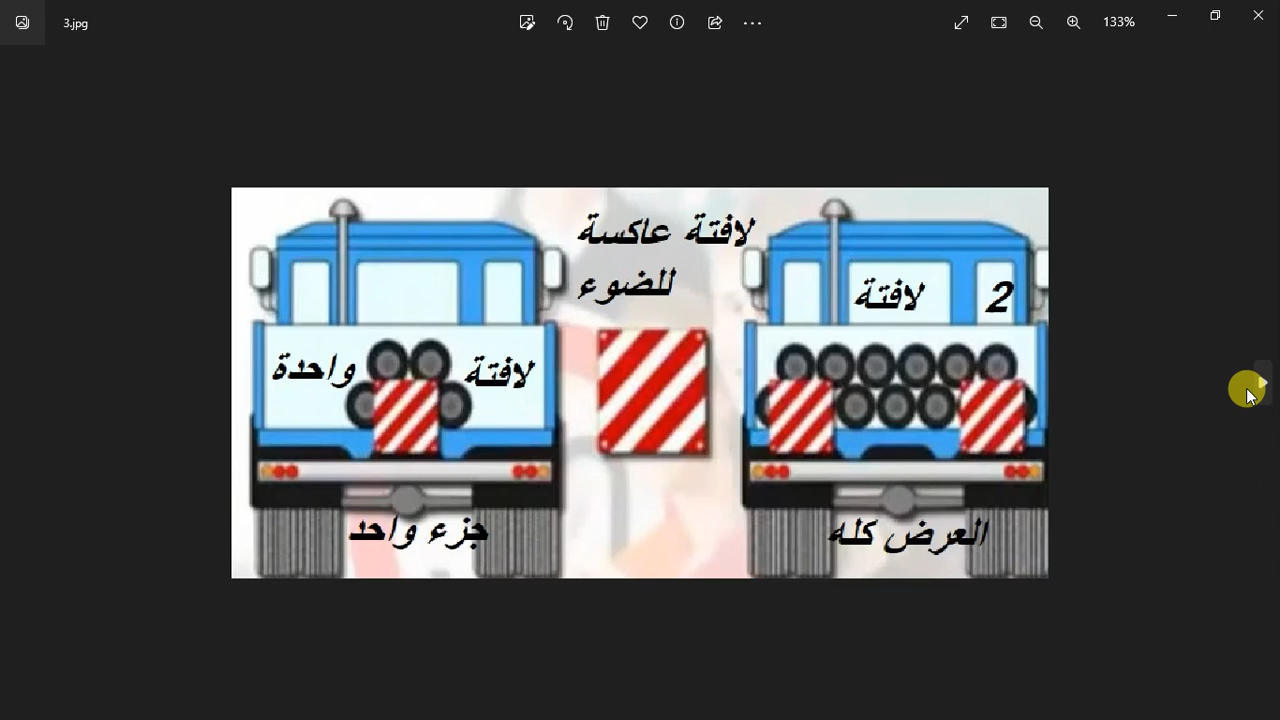 3.jpg
133%
لافتة عاكسة
للضوء
لافتة واحدة
2 لافتة
جزء واحد
العرض كله